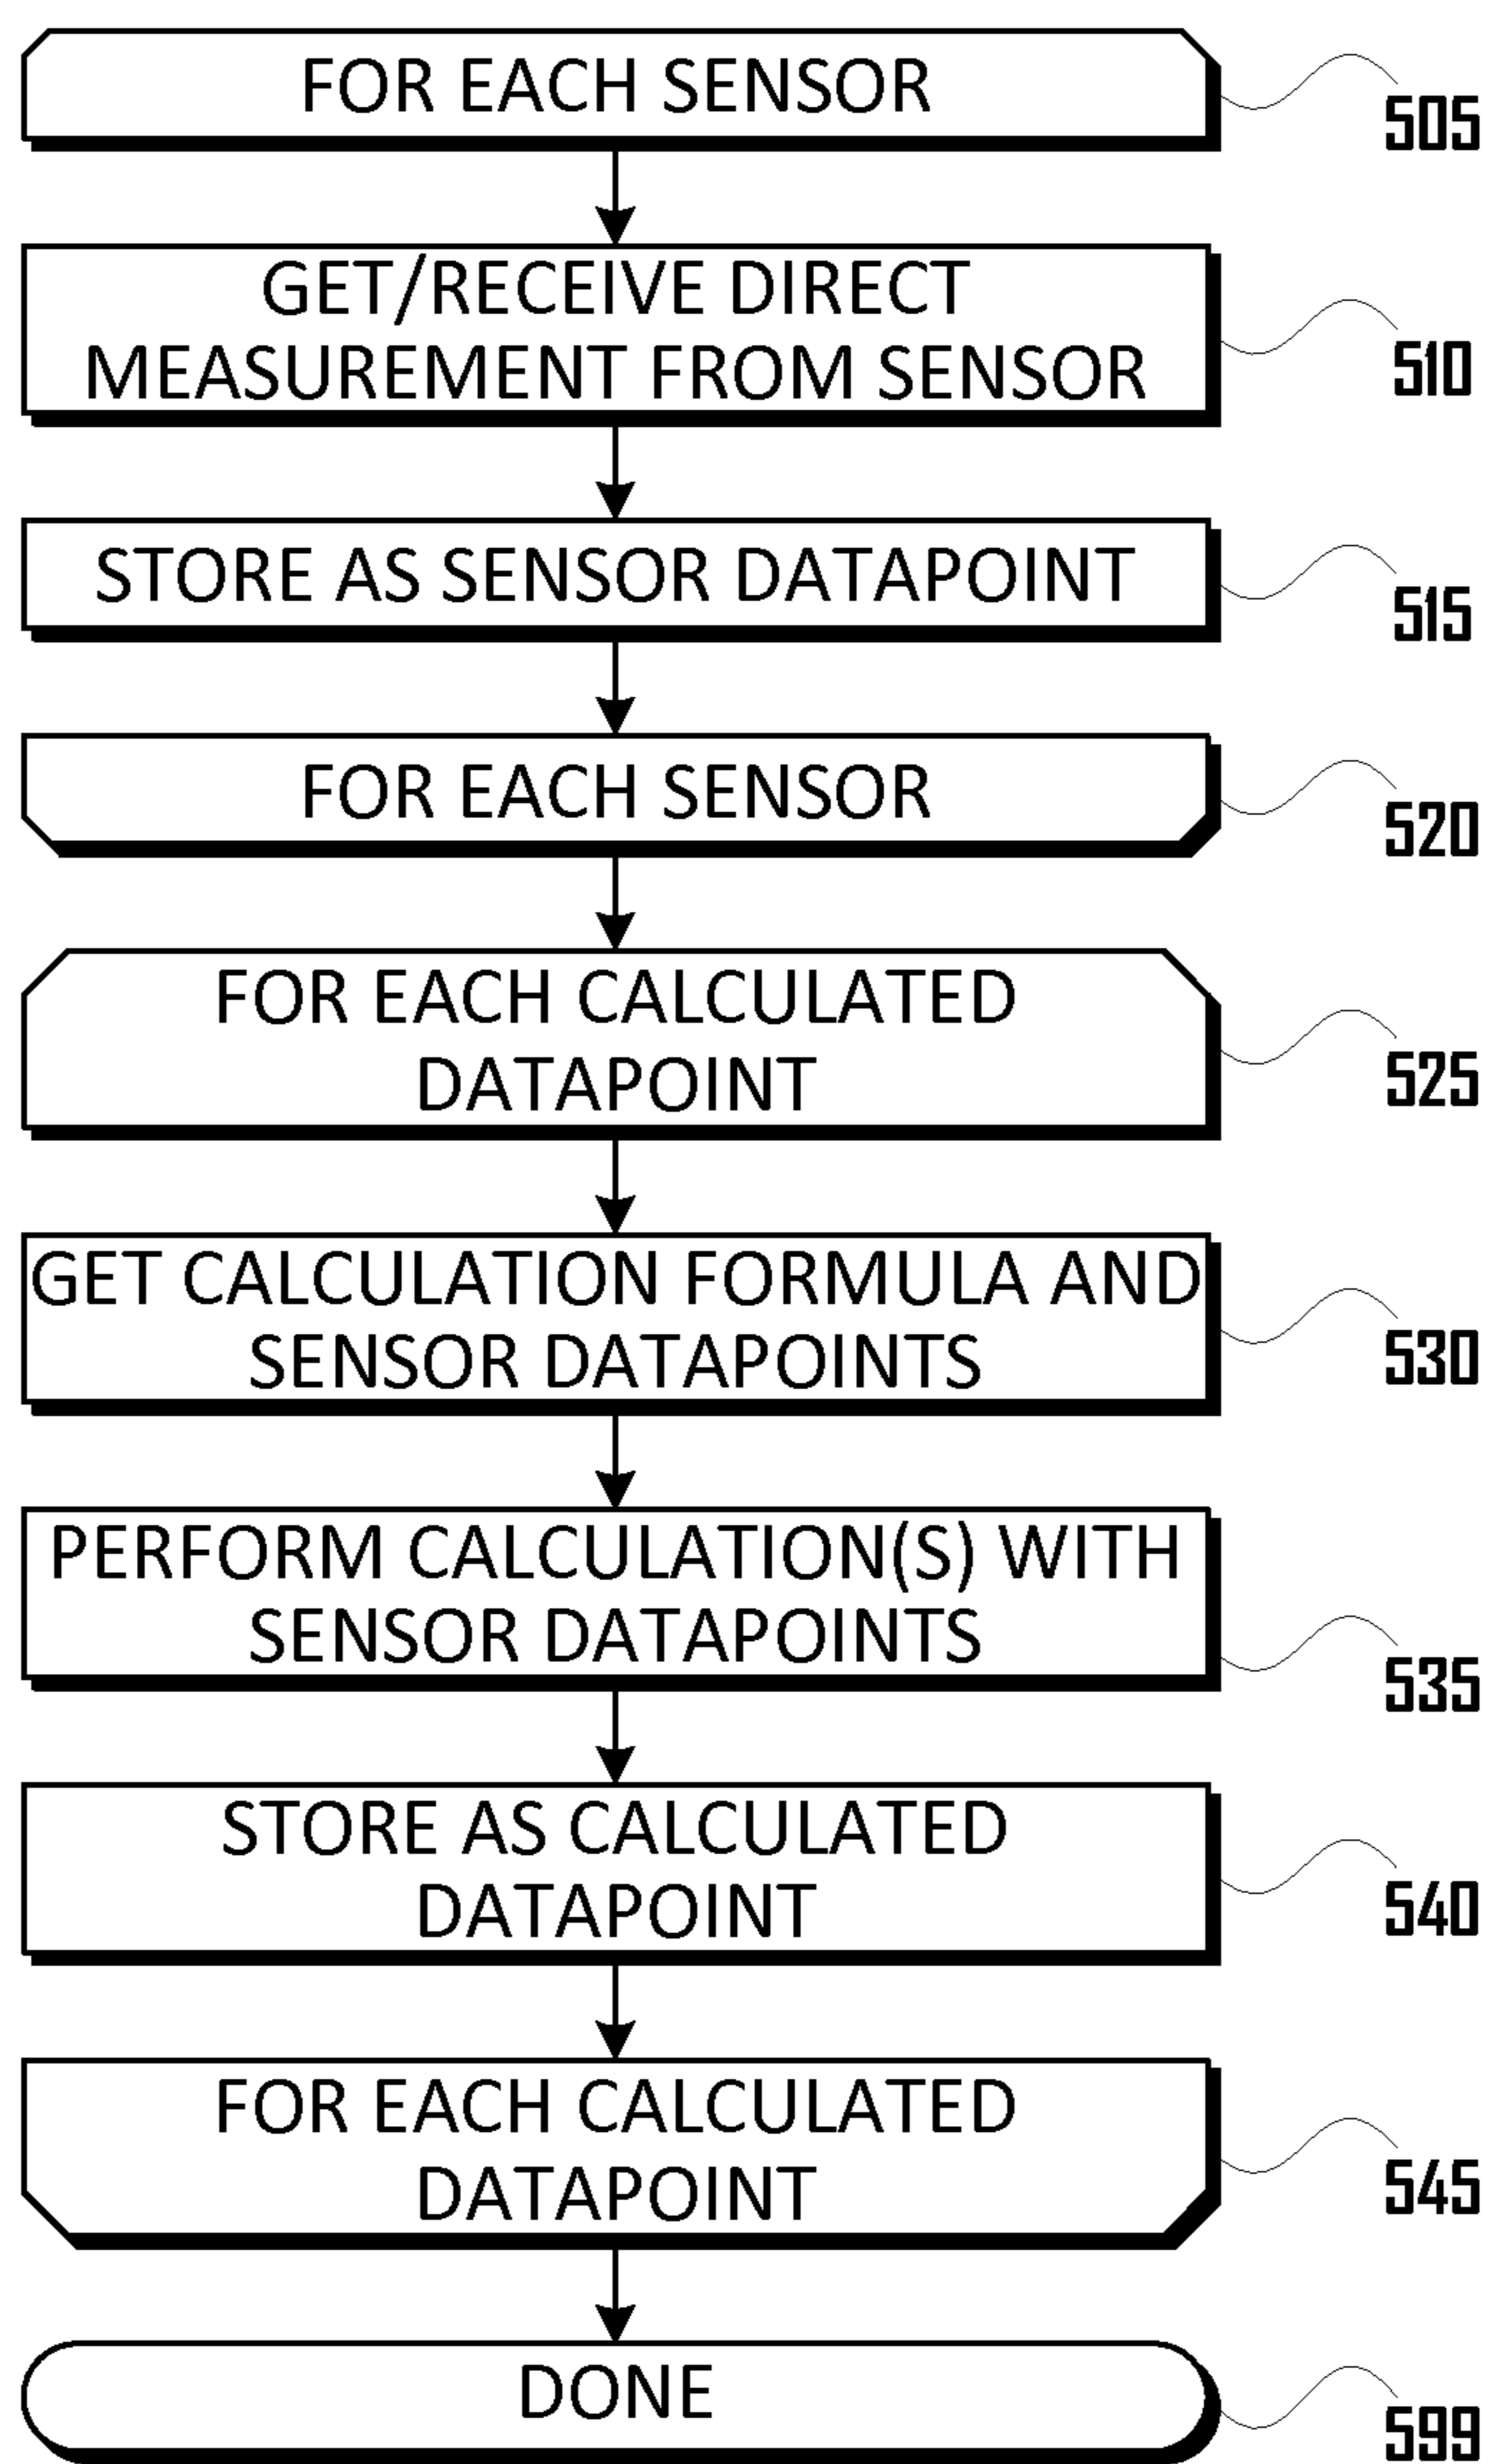 FOR EACH SENSOR
505
GET/RECEIVE DIRECT
MEASUREMENT FROM SENSOR
510
STORE AS SENSOR DATAPOINT
515
FOR EACH SENSOR
520
FOR EACH CALCULATED
DATAPOINT
525
GET CALCULATION FORMULA AND
SENSOR DATAPOINTS
530
PERFORM CALCULATION(S) WITH
SENSOR DATAPOINTS
535
STORE AS CALCULATED
DATAPOINT
540
FOR EACH CALCULATED
DATAPOINT
545
DONE
599